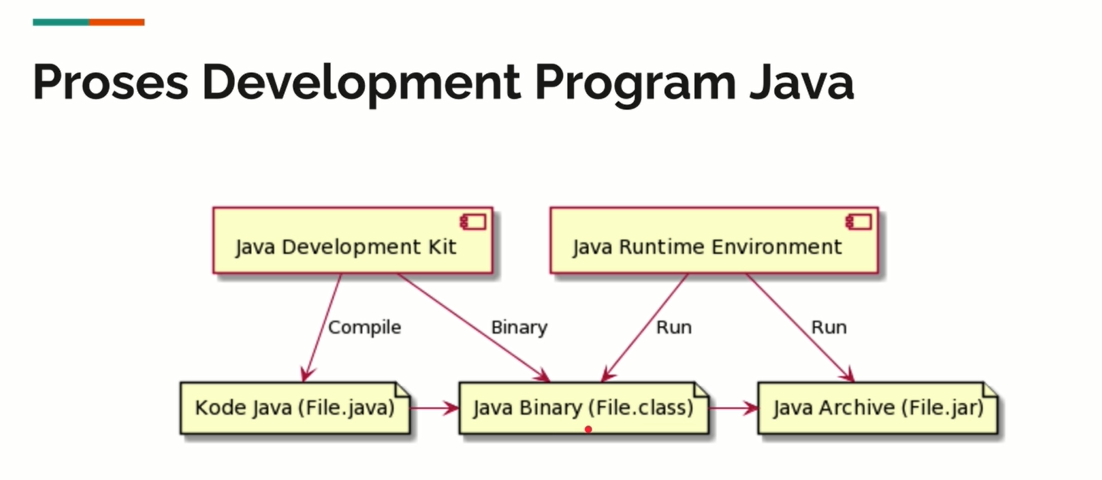 Proses Development Program Java
Java Development Kit
Java Runtime Environment
Compile
Binary
Run
Run
Kode Java (File.java)
Java Binary (File.class)
Java Archive (File.jar)